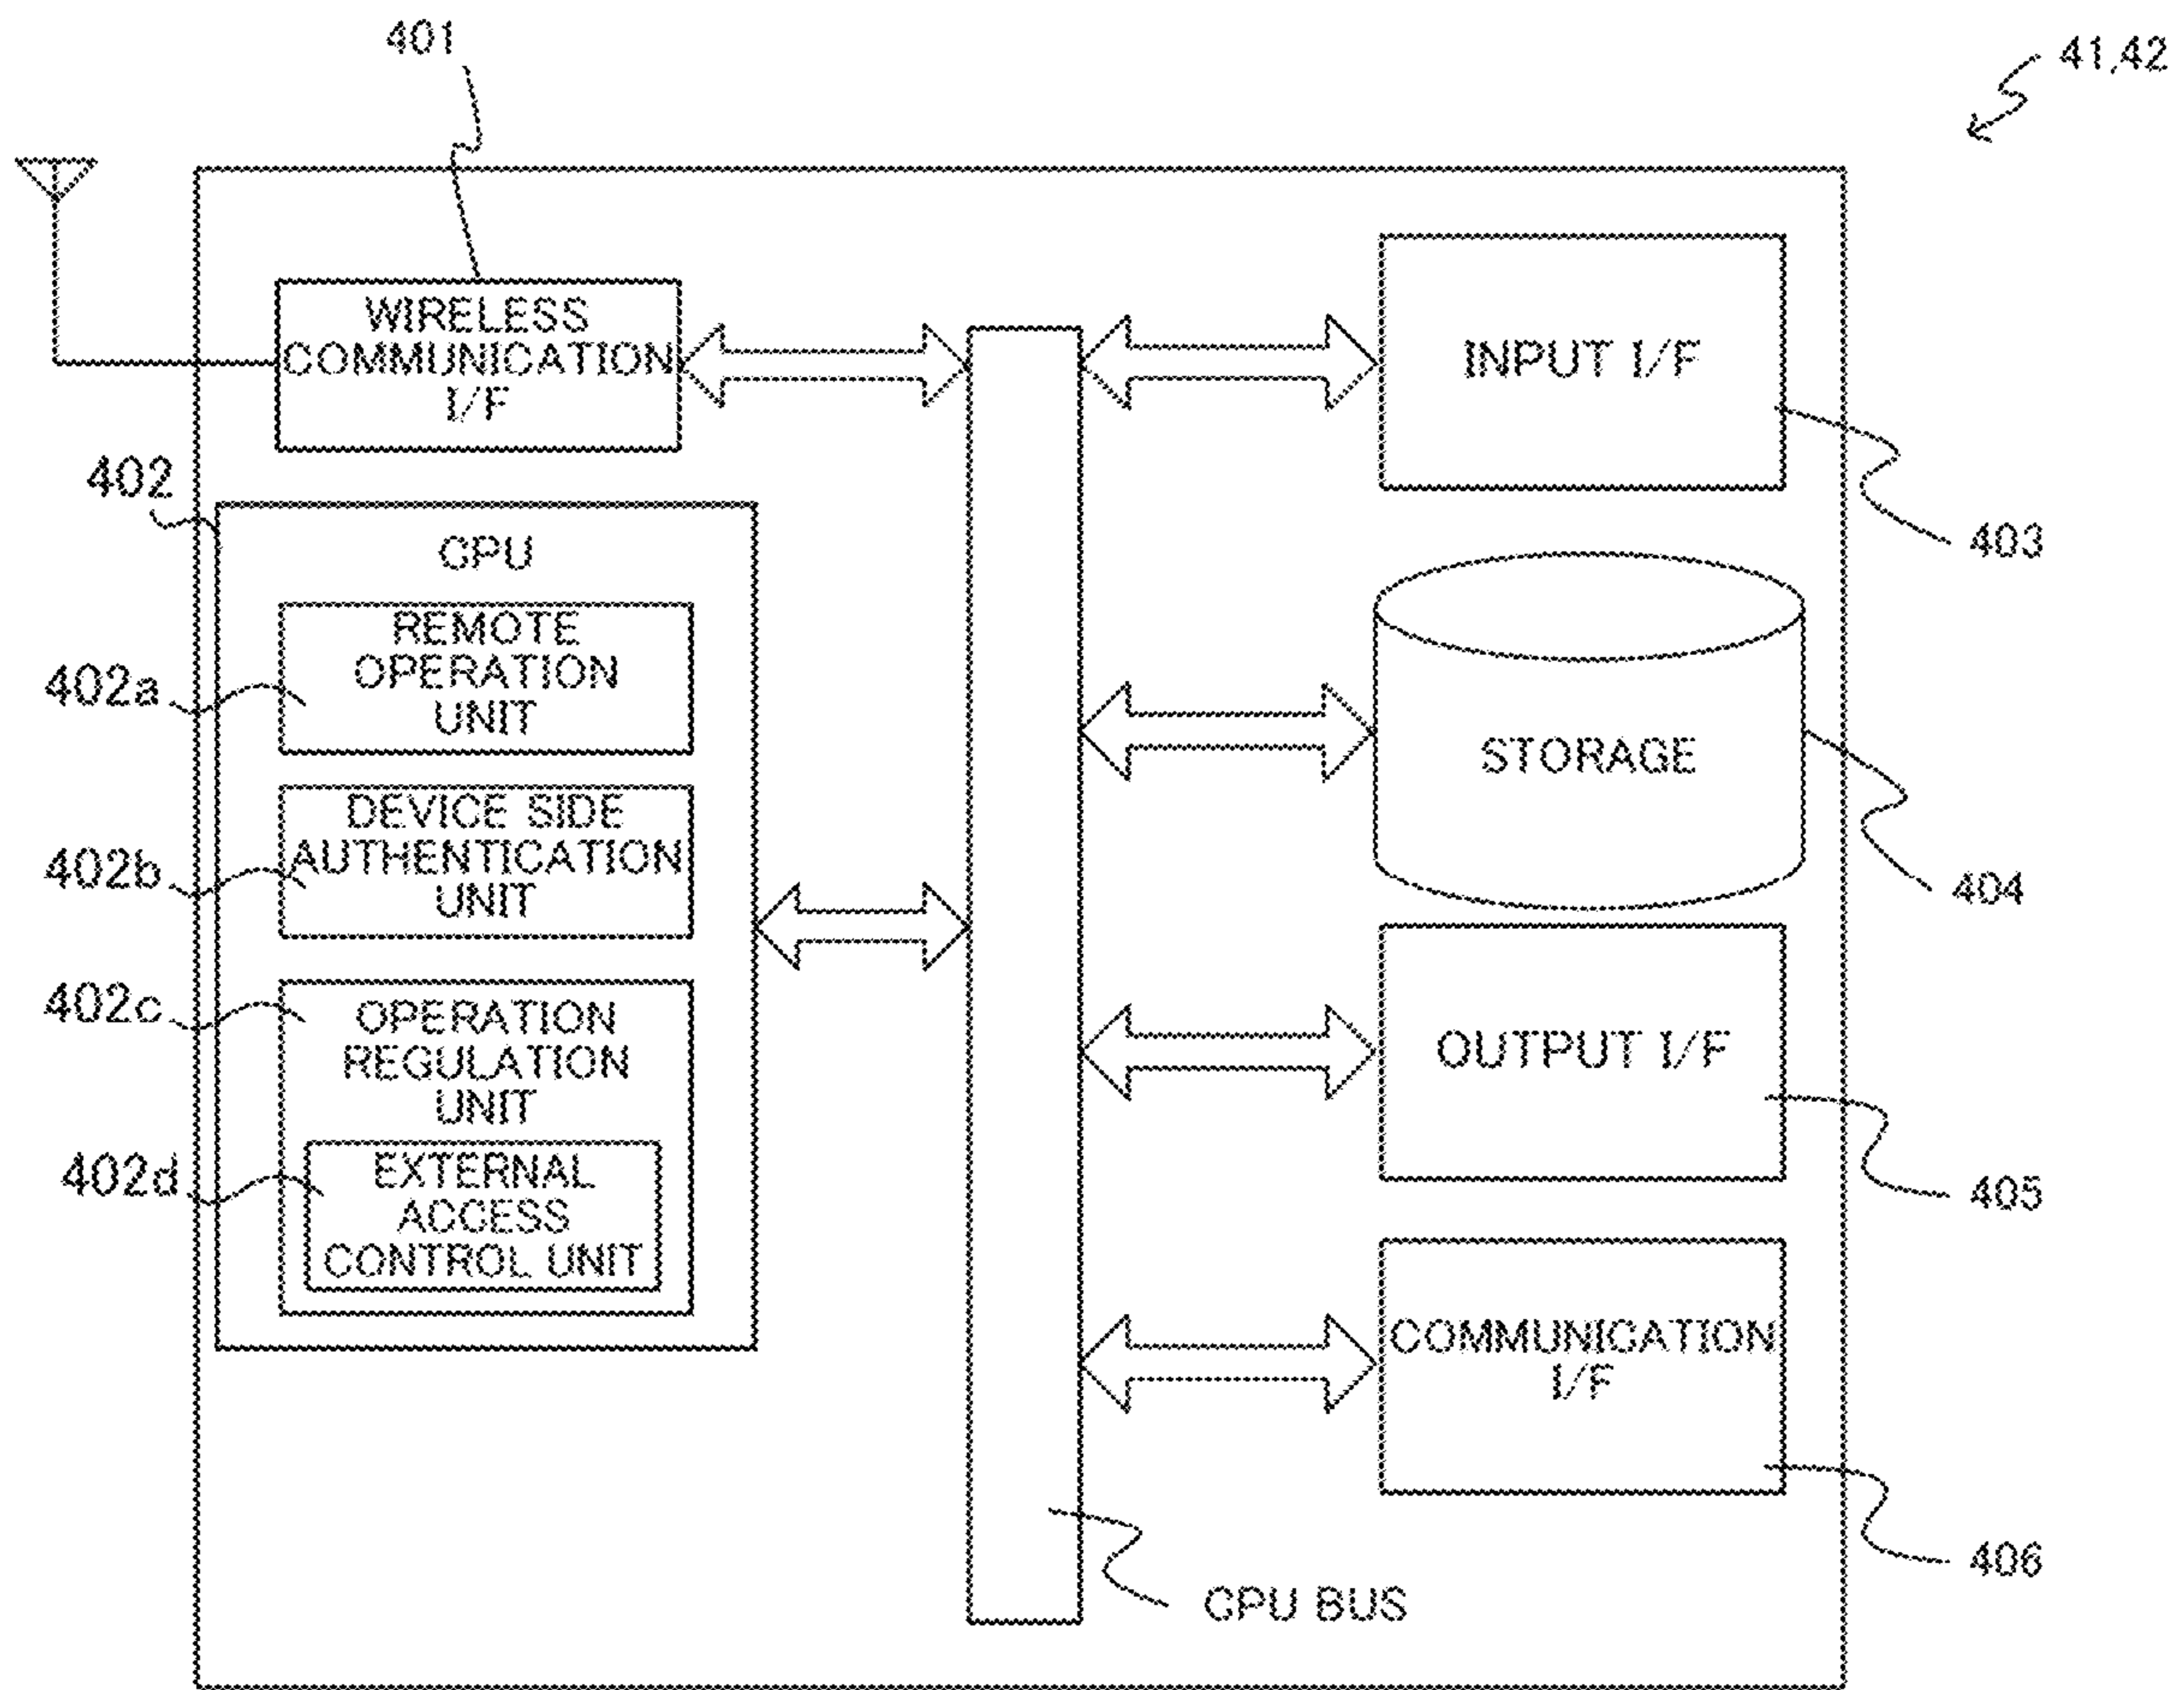 401
41,42
WIRELESS
COMMUNICATION
I/F
INPUT I/F
402
403
CPU
REMOTE
OPERATION
UNIT
402a
STORAGE
DEVICE SIDE
AUTHENTICATION
UNIT
402b
404
402c
OPERATION
REGULATION
UNIT
OUTPUT I/F
402d
EXTERNAL
ACCESS
CONTROL UNIT
405
COMMUNICATION
I/F
406
CPU BUS